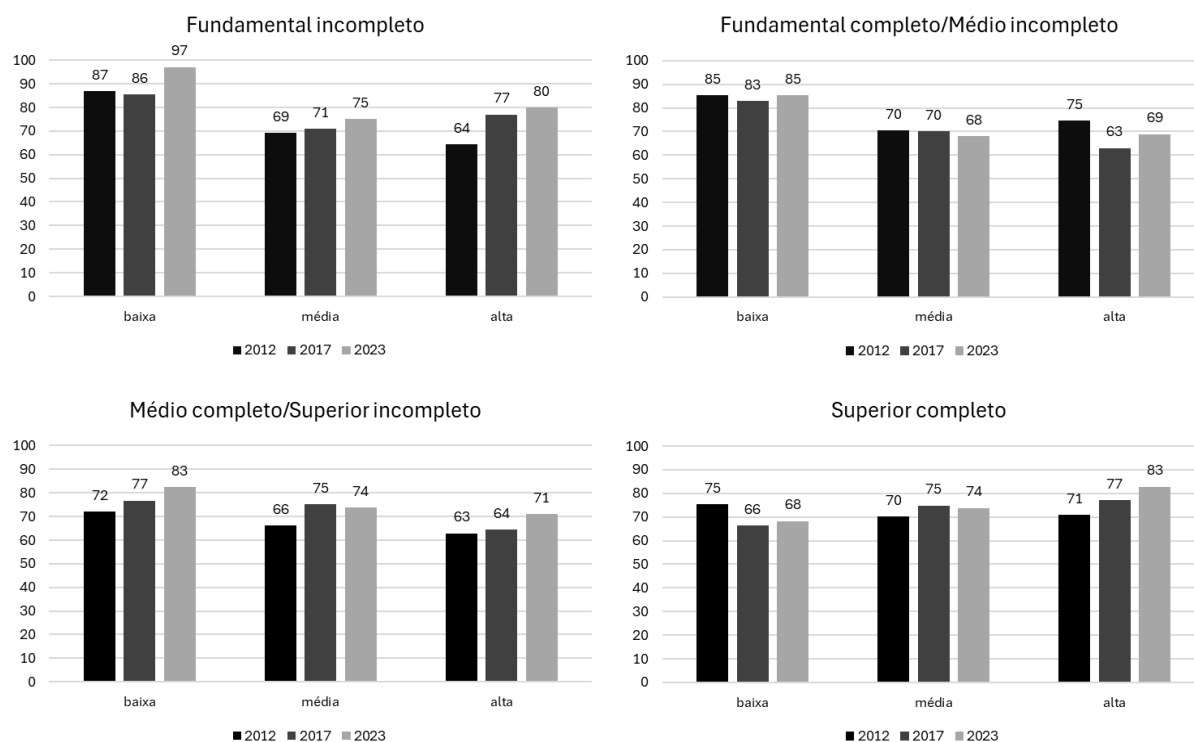 Fundamental incompleto
100
90
80
70
60
50
40
30
20
10
0
87 86 97
69 71 75
64 77 80
baixa média alta
2012 2017 2023
Fundamental completo/Médio incompleto
100
90
80
70
60
50
40
30
20
10
0
85 83 85
70 70 68
75 63 69
baixa média alta
2012 2017 2023
Médio completo/Superior incompleto
100
90
80
70
60
50
40
30
20
10
0
72 77 83
66 75 74
63 64 71
baixa média alta
2012 2017 2023
Superior completo
100
90
80
70
60
50
40
30
20
10
0
75 66 68
70 75 74
71 77 83
baixa média alta
2012 2017 2023